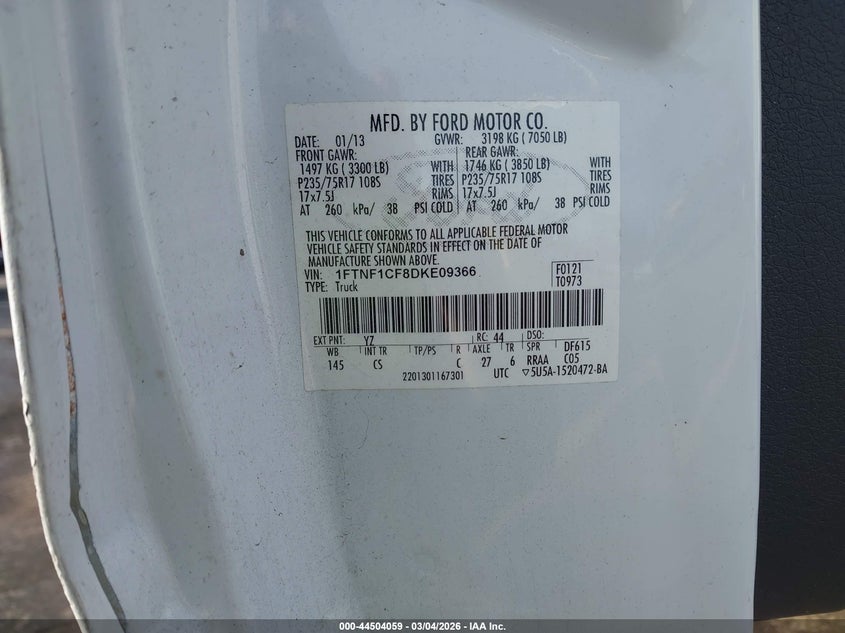 MFD. BY FORD MOTOR CO.
DATE: 01/13 GVWR: 3198 KG ( 7050 LB)
FRONT GAWR: REAR GAWR:
1497 KG ( 3300 LB) WITH 1746 KG ( 3850 LB) WITH
P235/75R17 108S TIRES P235/75R17 108S TIRES
17x7.5J RIMS 17x7.5J RIMS
AT 260 kPa/ 38 PSI COLD AT 260 kPa/ 38 PSI COLD
THIS VEHICLE CONFORMS TO ALL APPLICABLE FEDERAL MOTOR
VEHICLE SAFETY STANDARDS IN EFFECT ON THE DATE OF
MANUFACTURE SHOWN ABOVE.
VIN: 1FTNF1CF8DKE09366 F0121
TYPE: Truck T0973
EXT PNT: YZ RC: 44 DSO:
WB INT TR TP/PS R AXLE TR SPR DF615
145 CS C 27 6 RRAA C05
2201301167301 UTC ▽5U5A-1520472-BA
000-44504059 - 03/04/2026 - IAA Inc.